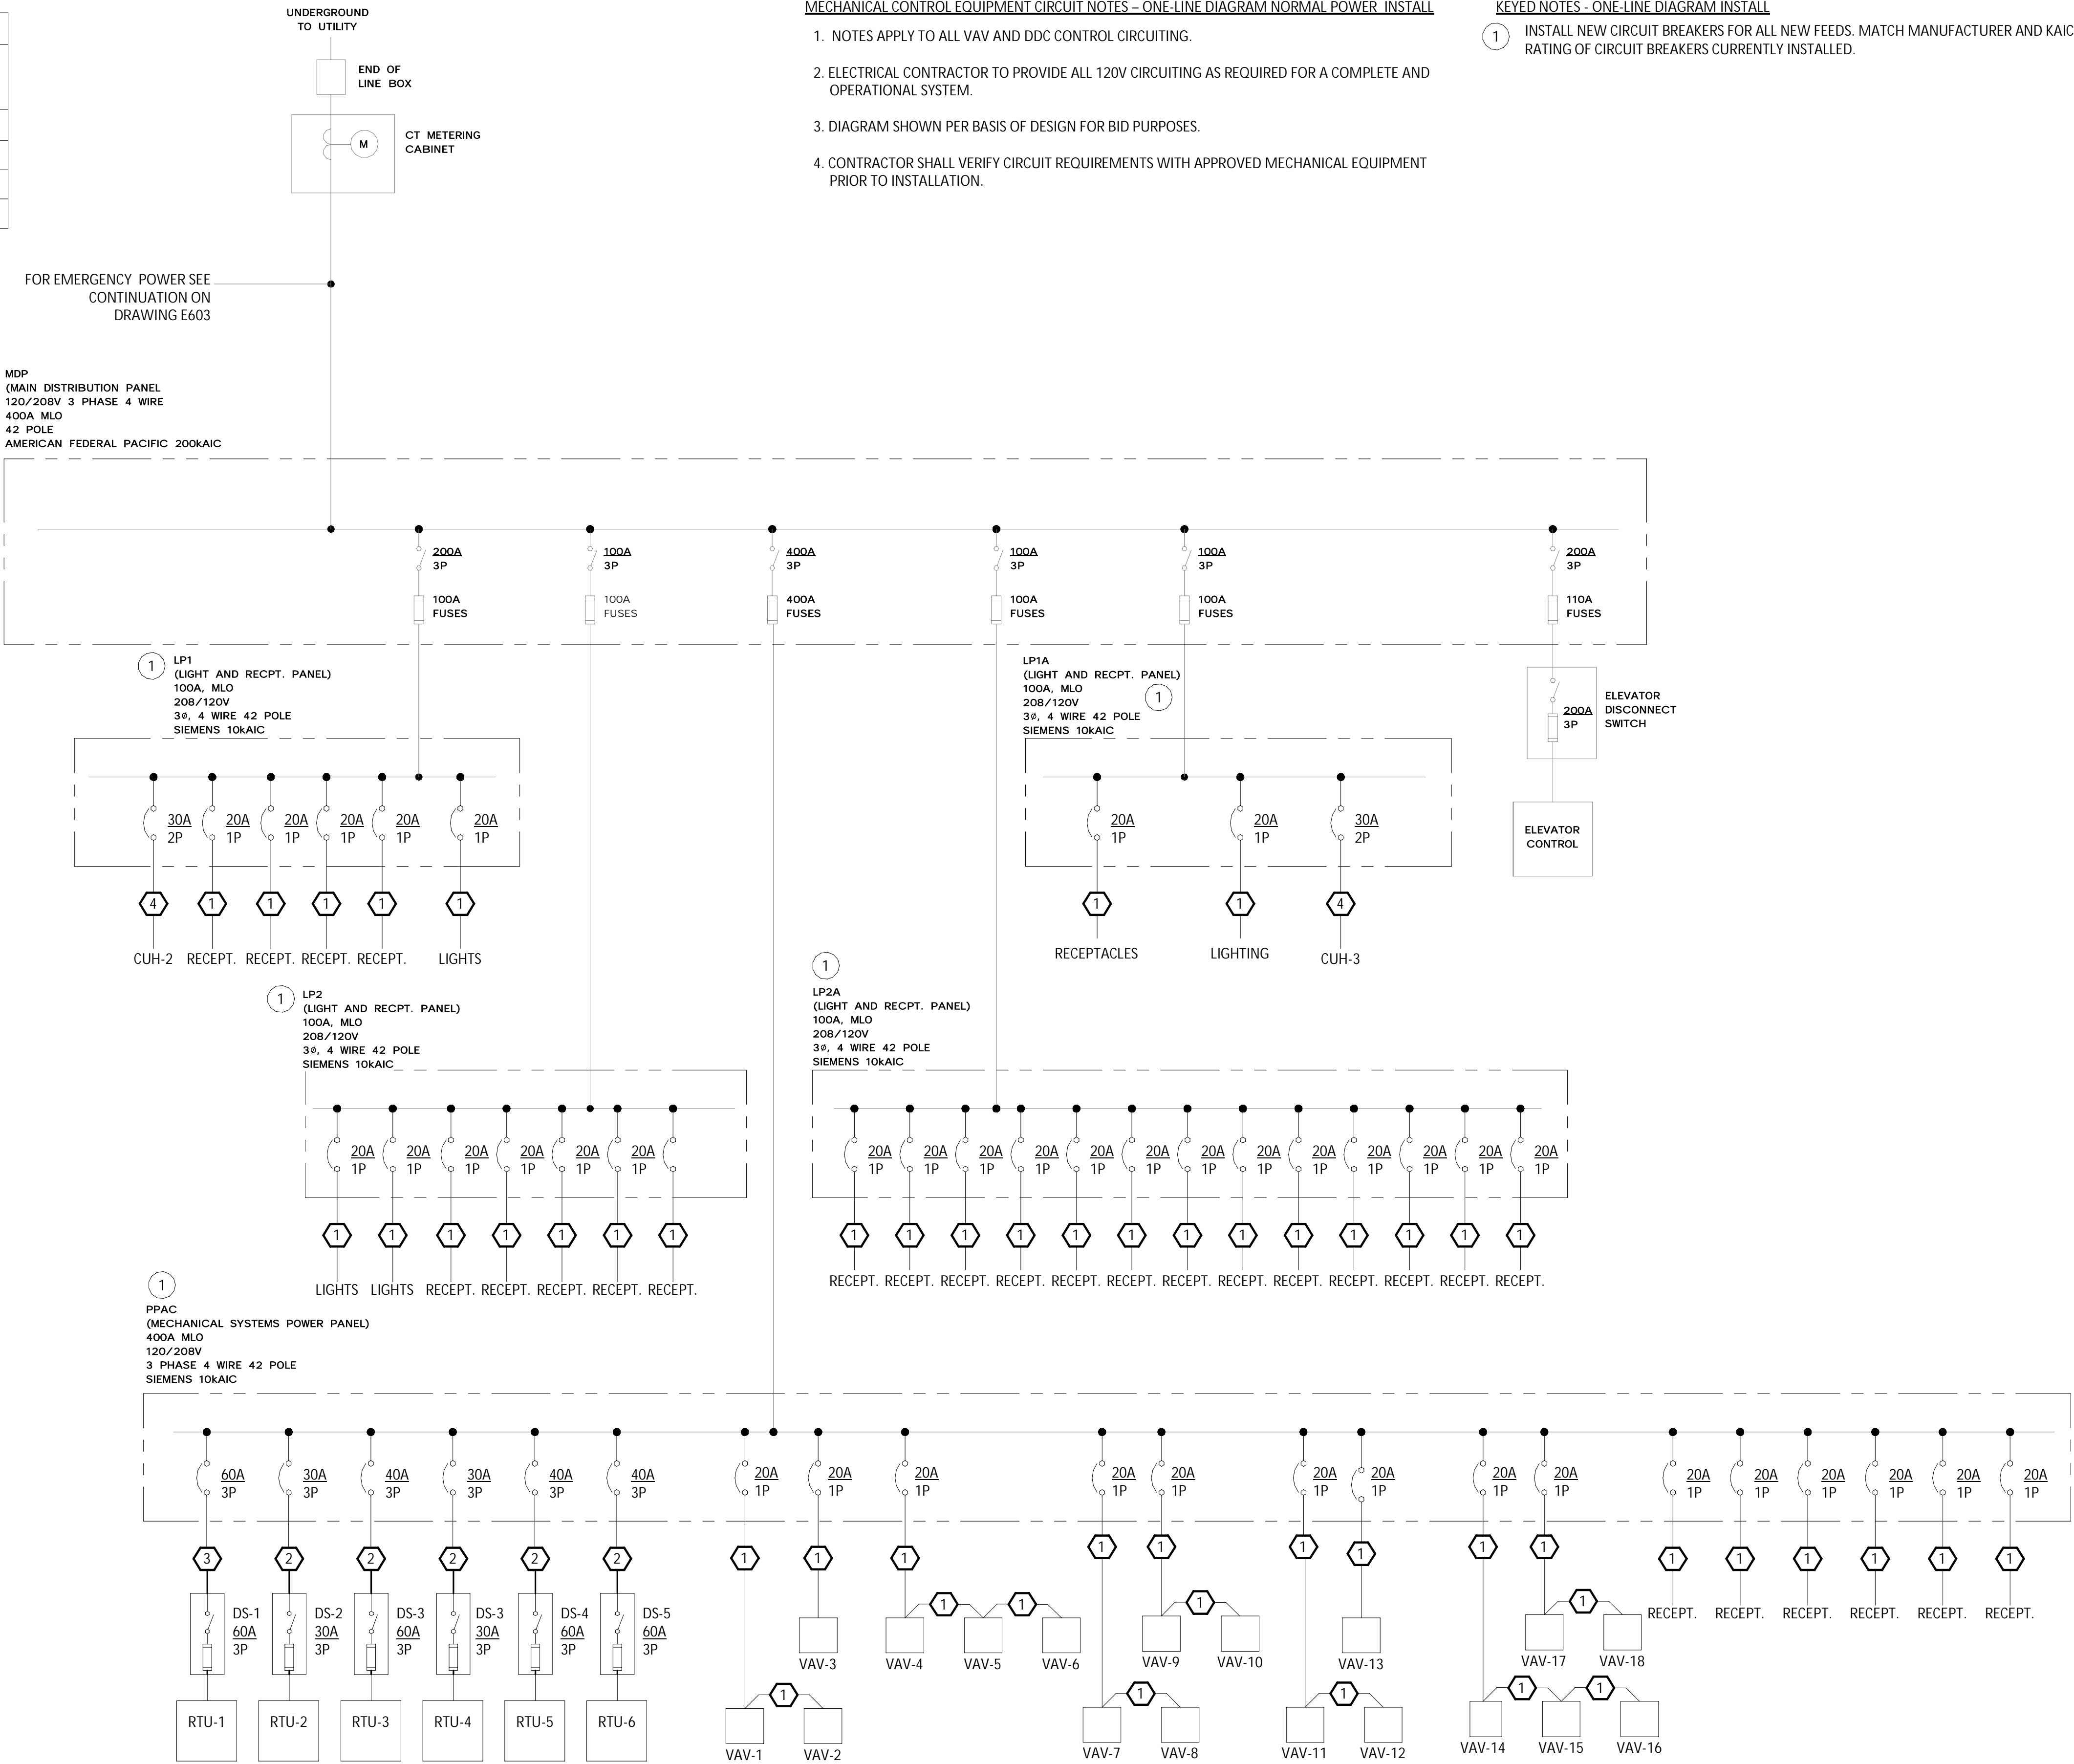 UNDERGROUND
TO UTILITY
END OF
LINE BOX
M
CT METERING
CABINET
MECHANICAL CONTROL EQUIPMENT CIRCUIT NOTES – ONE-LINE DIAGRAM NORMAL POWER INSTALL
1. NOTES APPLY TO ALL VAV AND DDC CONTROL CIRCUITING.
2. ELECTRICAL CONTRACTOR TO PROVIDE ALL 120V CIRCUITING AS REQUIRED FOR A COMPLETE AND
OPERATIONAL SYSTEM.
3. DIAGRAM SHOWN PER BASIS OF DESIGN FOR BID PURPOSES.
4. CONTRACTOR SHALL VERIFY CIRCUIT REQUIREMENTS WITH APPROVED MECHANICAL EQUIPMENT
PRIOR TO INSTALLATION.
KEYED NOTES - ONE-LINE DIAGRAM INSTALL
1 INSTALL NEW CIRCUIT BREAKERS FOR ALL NEW FEEDS. MATCH MANUFACTURER AND KAIC
RATING OF CIRCUIT BREAKERS CURRENTLY INSTALLED.
FOR EMERGENCY POWER SEE
CONTINUATION ON
DRAWING E603
MDP
(MAIN DISTRIBUTION PANEL
120/208V 3 PHASE 4 WIRE
400A MLO
42 POLE
AMERICAN FEDERAL PACIFIC 200kAIC
200A 100A 400A 100A 100A 200A
3P 3P 3P 3P 3P 3P
100A 100A 400A 100A 100A 110A
FUSES FUSES FUSES FUSES FUSES FUSES
1
LP1
(LIGHT AND RECPT. PANEL)
100A, MLO
208/120V
3ø, 4 WIRE 42 POLE
SIEMENS 10kAIC
30A 20A 20A 20A 20A 20A
2P 1P 1P 1P 1P 1P
4 1 1 1 1 1
CUH-2 RECEPT. RECEPT. RECEPT. RECEPT. LIGHTS
LP1A
(LIGHT AND RECPT. PANEL)
100A, MLO
208/120V
3ø, 4 WIRE 42 POLE
SIEMENS 10kAIC
1
20A 20A 30A
1P 1P 2P
1 1 4
RECEPTACLES LIGHTING CUH-3
200A
3P
ELEVATOR
DISCONNECT
SWITCH
ELEVATOR
CONTROL
1
LP2
(LIGHT AND RECPT. PANEL)
100A, MLO
208/120V
3ø, 4 WIRE 42 POLE
SIEMENS 10kAIC
20A 20A 20A 20A 20A 20A
1P 1P 1P 1P 1P 1P
1 1 1 1 1 1 1
LIGHTS LIGHTS RECEPT. RECEPT. RECEPT. RECEPT. RECEPT.
1
LP2A
(LIGHT AND RECPT. PANEL)
100A, MLO
208/120V
3ø, 4 WIRE 42 POLE
SIEMENS 10kAIC
20A 20A 20A 20A 20A 20A 20A 20A 20A 20A 20A 20A 20A
1P 1P 1P 1P 1P 1P 1P 1P 1P 1P 1P 1P 1P
1 1 1 1 1 1 1 1 1 1 1 1 1
RECEPT. RECEPT. RECEPT. RECEPT. RECEPT. RECEPT. RECEPT. RECEPT. RECEPT. RECEPT. RECEPT. RECEPT. RECEPT.
1
PPAC
(MECHANICAL SYSTEMS POWER PANEL)
400A MLO
120/208V
3 PHASE 4 WIRE 42 POLE
SIEMENS 10kAIC
60A 30A 40A 30A 40A 40A 20A 20A 20A 20A 20A 20A 20A 20A 20A 20A 20A 20A 20A 20A 20A
3P 3P 3P 3P 3P 3P 1P 1P 1P 1P 1P 1P 1P 1P 1P 1P 1P 1P 1P 1P 1P
3 2 2 2 2 2 1 1 1 1 1 1 1 1 1 1 1 1 1 1 1
DS-1 DS-2 DS-3 DS-3 DS-4 DS-5
60A 30A 60A 30A 60A 60A
3P 3P 3P 3P 3P 3P
1 1 1 1
RECEPT. RECEPT. RECEPT. RECEPT. RECEPT. RECEPT.
VAV-3 VAV-4 VAV-5 VAV-6 VAV-9 VAV-10 VAV-13 VAV-17 VAV-18
1 1 1 1 1
RTU-1 RTU-2 RTU-3 RTU-4 RTU-5 RTU-6
VAV-1 VAV-2 VAV-7 VAV-8 VAV-11 VAV-12 VAV-14 VAV-15 VAV-16